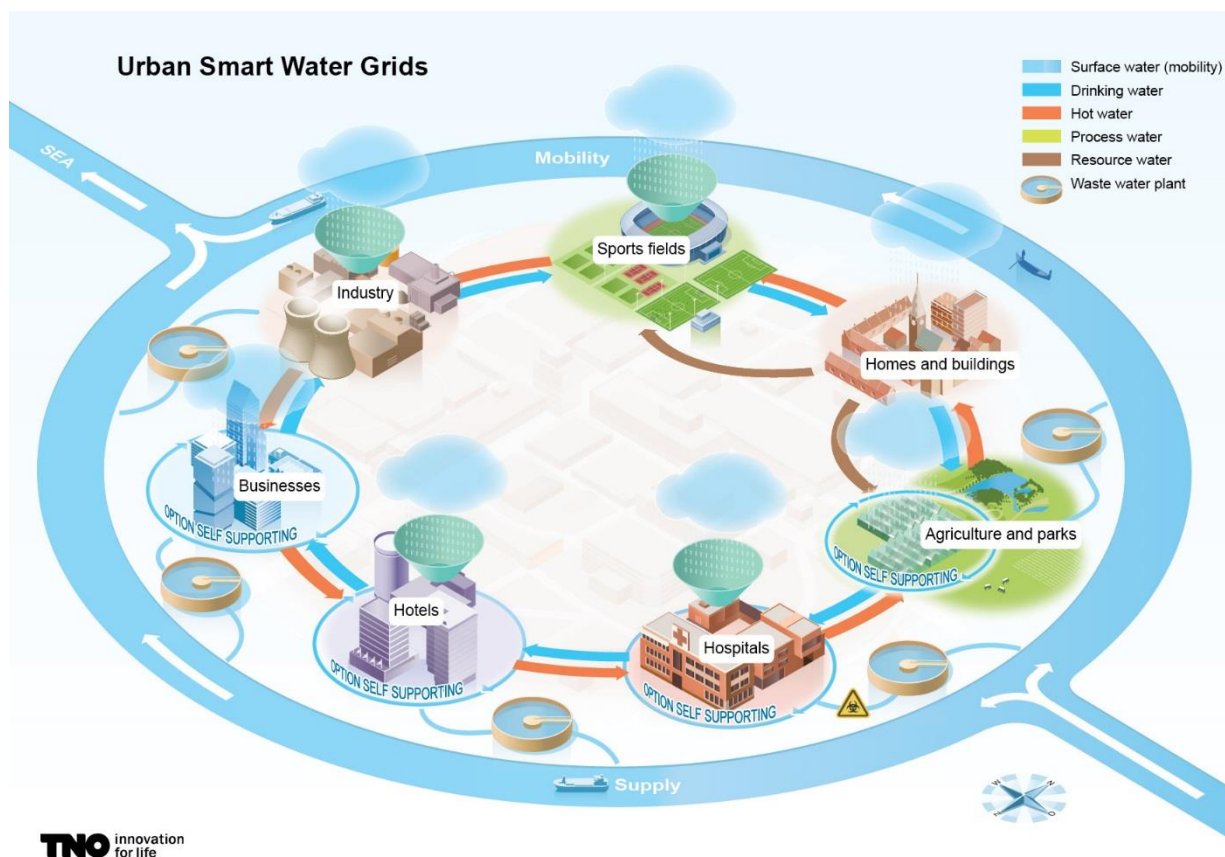 Urban Smart Water Grids
Surface water (mobility)
Drinking water
Hot water
Process water
Resource water
Waste water plant
SEA
Mobility
Sports fields
Industry
Homes and buildings
Businesses
OPTION SELF SUPPORTING
Agriculture and parks
OPTION SELF SUPPORTING
Hotels
OPTION SELF SUPPORTING
Hospitals
OPTION SELF SUPPORTING
Supply
W
N
Z
O
TNO innovation
for life